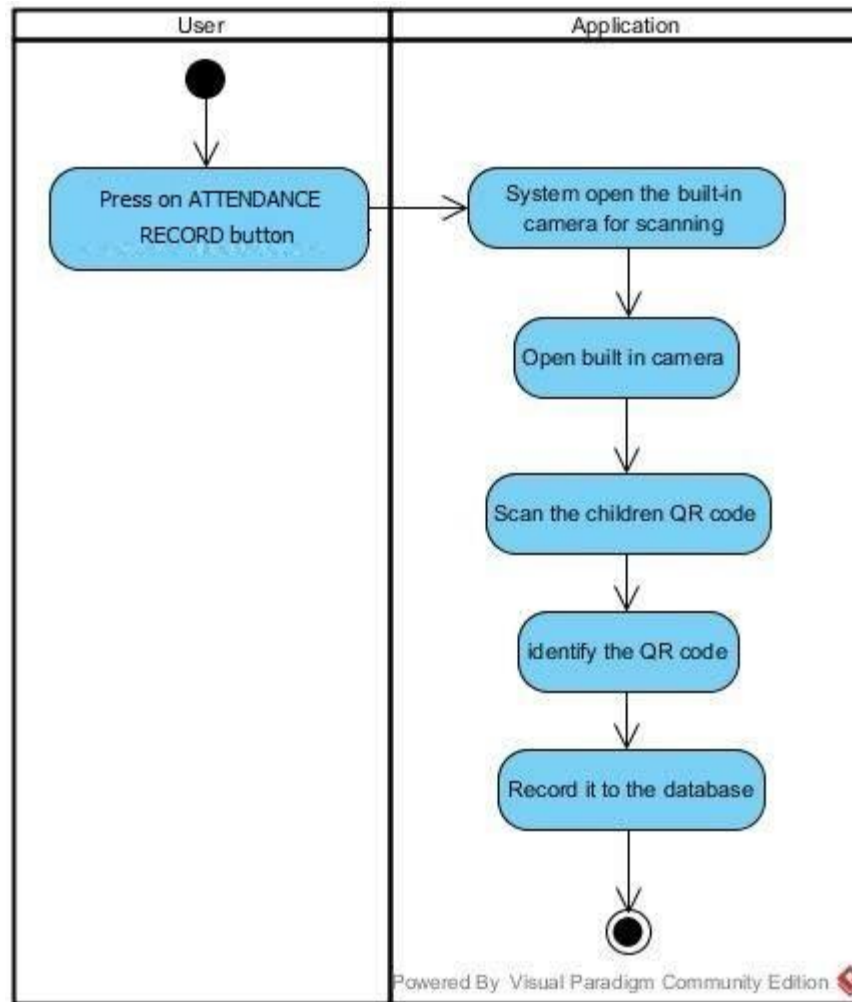 User
Application
Press on ATTENDANCE
RECORD button
System open the built-in
camera for scanning
Open built in camera
Scan the children QR code
identify the QR code
Record it to the database
Powered By Visual Paradigm Community Edition